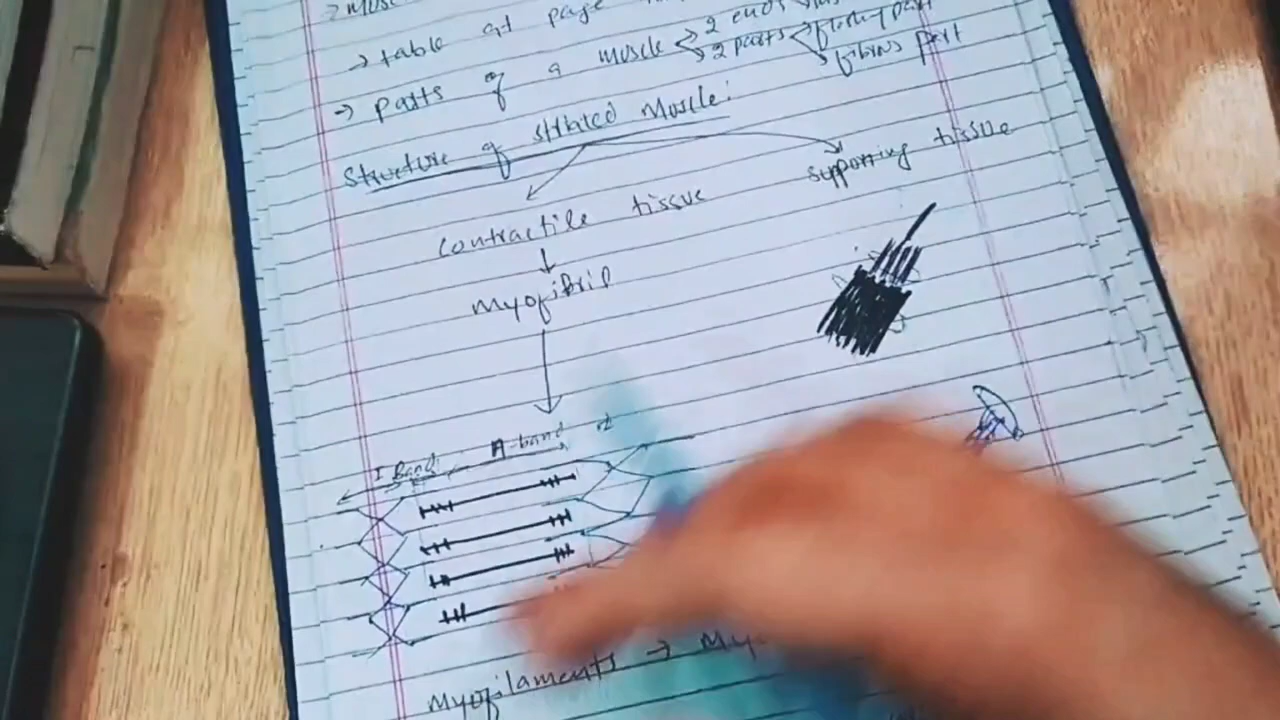 → table at page
→ parts of a muscle 2 ends
2 parts fleshy part
fibrous part
Structure of striated Muscle:
contractile tissue supporting tissue
Myofibril
I Band A-band
Myofilaments →